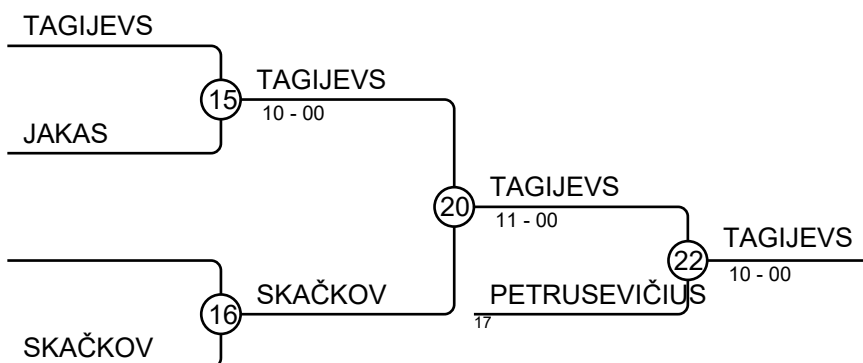 TAGIJEVS
15
TAGIJEVS
10 - 00
JAKAS
20
TAGIJEVS
11 - 00
22
TAGIJEVS
10 - 00
16
SKAČKOV
PETRUSEVIČIUS
17
SKAČKOV